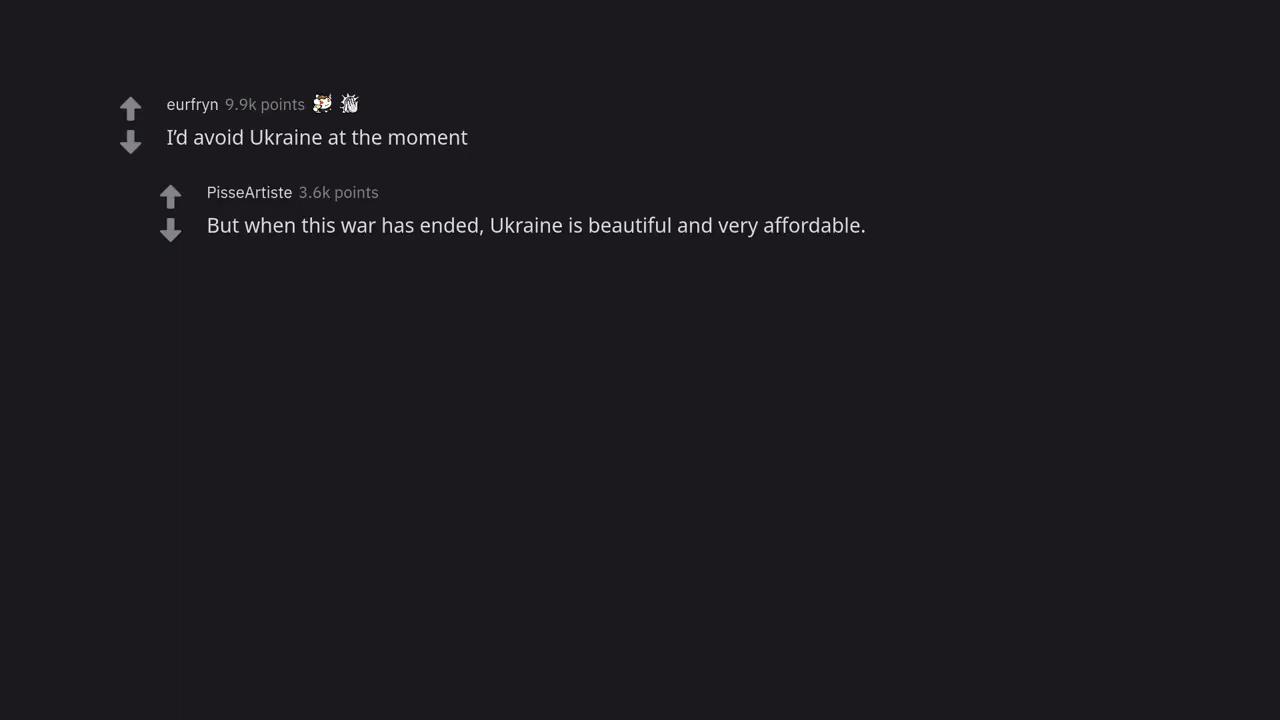 eurfryn 9.9k points
I’d avoid Ukraine at the moment
PisseArtiste 3.6k points
But when this war has ended, Ukraine is beautiful and very affordable.